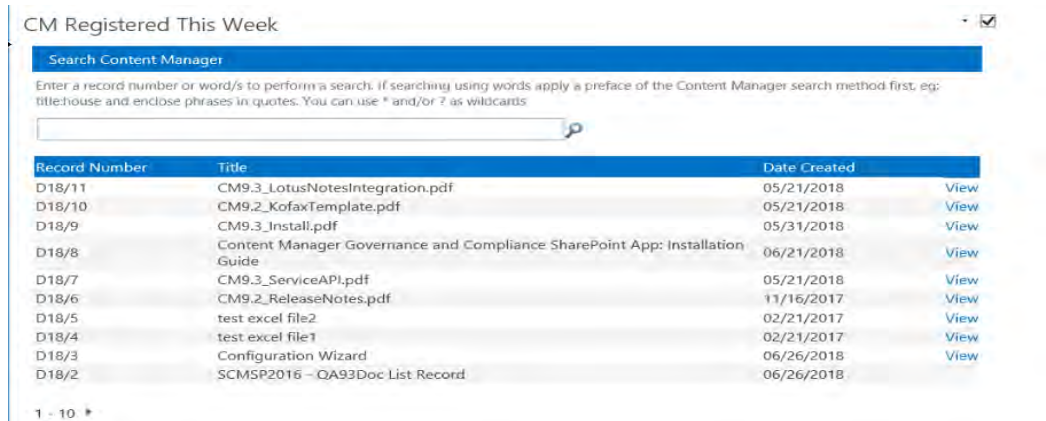 CM Registered This Week
Search Content Manager
Enter a record number or word/s to perform a search. If searching using words apply a preface of the Content Manager search method first, eg:
title:house and enclose phrases in quotes. You can use * and/or ? as wildcards
Record Number Title Date Created
D18/11 CM9.3_LotusNotesIntegration.pdf 05/21/2018 View
D18/10 CM9.2_KofaxTemplate.pdf 05/21/2018 View
D18/9 CM9.3_Install.pdf 05/31/2018 View
D18/8 Content Manager Governance and Compliance SharePoint App: Installation Guide 06/21/2018 View
D18/7 CM9.3_ServiceAPI.pdf 05/21/2018 View
D18/6 CM9.2_ReleaseNotes.pdf 11/16/2017 View
D18/5 test excel file2 02/21/2017 View
D18/4 test excel file1 02/21/2017 View
D18/3 Configuration Wizard 06/26/2018 View
D18/2 SCMSP2016 – QA93Doc List Record 06/26/2018
1 - 10